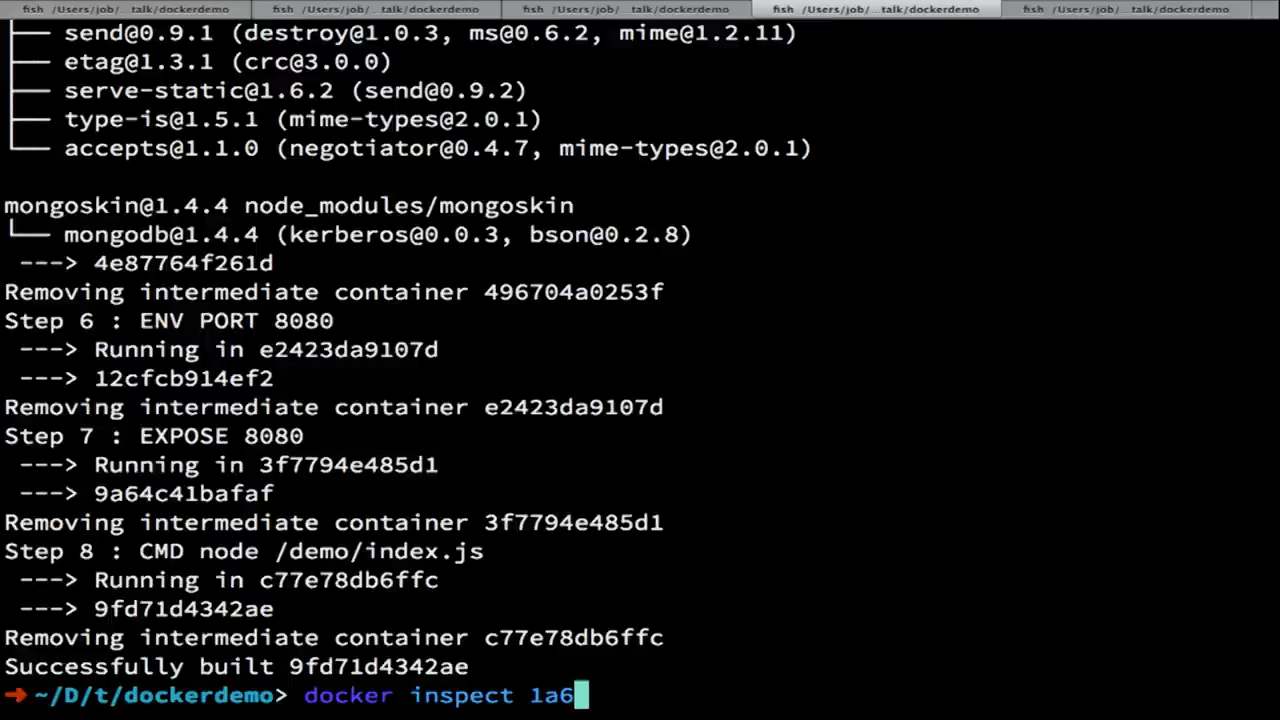 fish /Users/job/...talk/dockerdemo fish /Users/job/...talk/dockerdemo fish /Users/job/...talk/dockerdemo fish /Users/job/...talk/dockerdemo fish /Users/job/...talk/dockerdemo
├── send@0.9.1 (destroy@1.0.3, ms@0.6.2, mime@1.2.11)
├── etag@1.3.1 (crc@3.0.0)
├── serve-static@1.6.2 (send@0.9.2)
├── type-is@1.5.1 (mime-types@2.0.1)
└── accepts@1.1.0 (negotiator@0.4.7, mime-types@2.0.1)
mongoskin@1.4.4 node_modules/mongoskin
└── mongodb@1.4.4 (kerberos@0.0.3, bson@0.2.8)
---> 4e87764f261d
Removing intermediate container 496704a0253f
Step 6 : ENV PORT 8080
---> Running in e2423da9107d
---> 12cfcb914ef2
Removing intermediate container e2423da9107d
Step 7 : EXPOSE 8080
---> Running in 3f7794e485d1
---> 9a64c41bafaf
Removing intermediate container 3f7794e485d1
Step 8 : CMD node /demo/index.js
---> Running in c77e78db6ffc
---> 9fd71d4342ae
Removing intermediate container c77e78db6ffc
Successfully built 9fd71d4342ae
➜ ~/D/t/dockerdemo> docker inspect 1a6